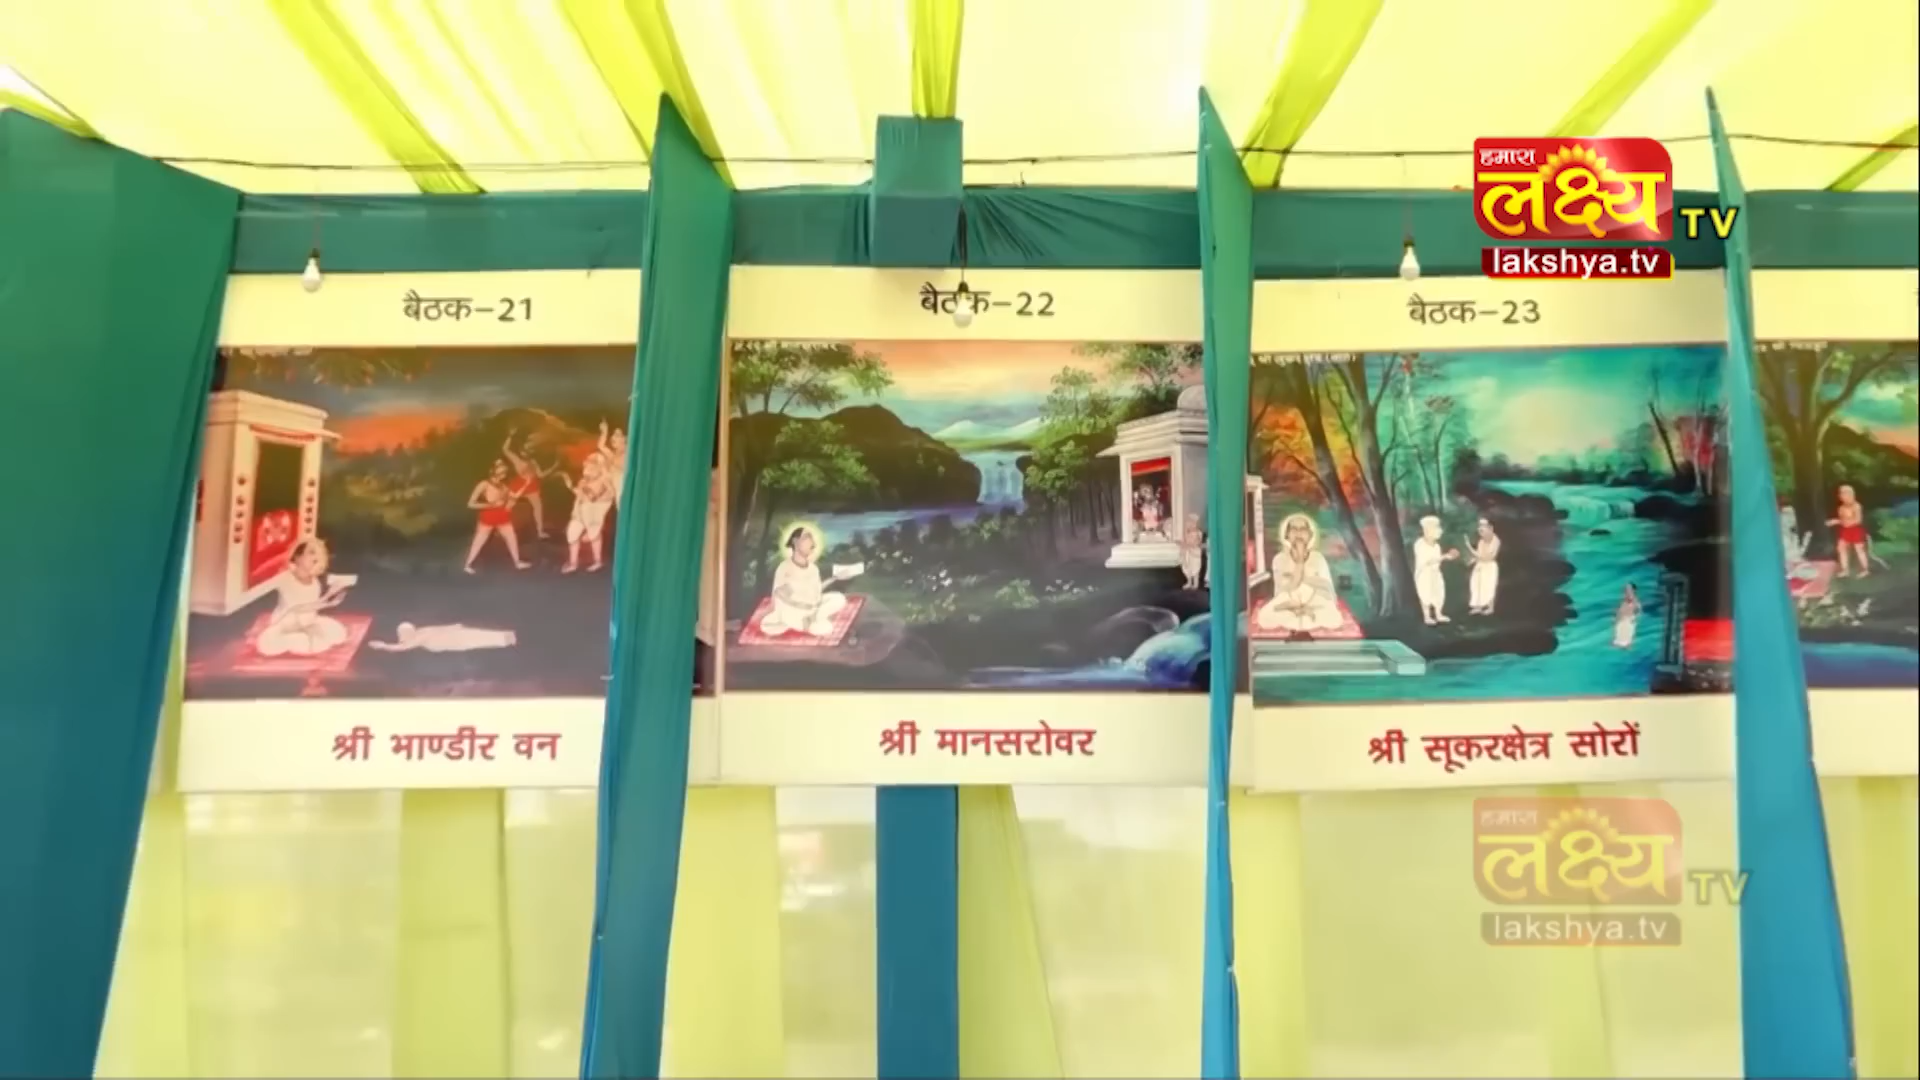 हमारा
लक्ष्य TV
lakshya.tv
बैठक-21
बैठक-22
बैठक-23
श्री भाण्डीर वन
श्री मानसरोवर
श्री सूकरक्षेत्र सोरों
हमारा
लक्ष्य TV
lakshya.tv